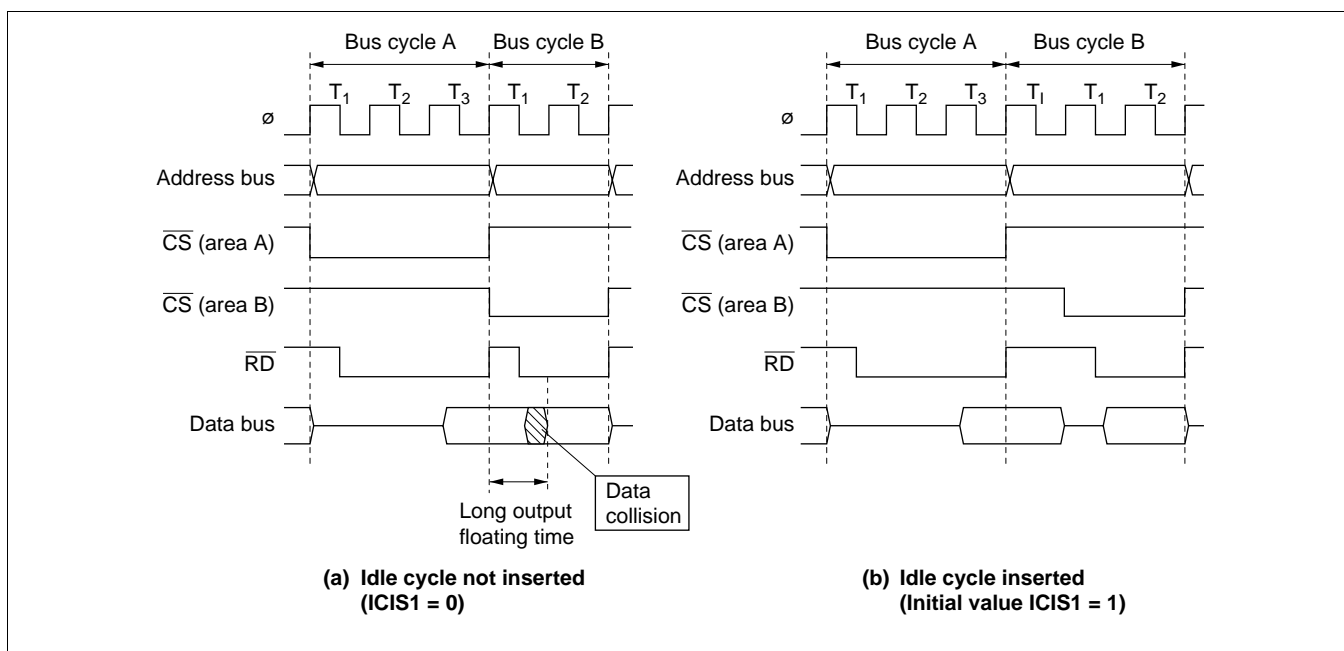 Bus cycle A
Bus cycle B
T1 T2 T3 T1 T2
ø
Address bus
CS (area A)
CS (area B)
RD
Data bus
Long output
floating time
Data
collision
(a) Idle cycle not inserted
(ICIS1 = 0)
Bus cycle A
Bus cycle B
T1 T2 T3 TI T1 T2
ø
Address bus
CS (area A)
CS (area B)
RD
Data bus
(b) Idle cycle inserted
(Initial value ICIS1 = 1)